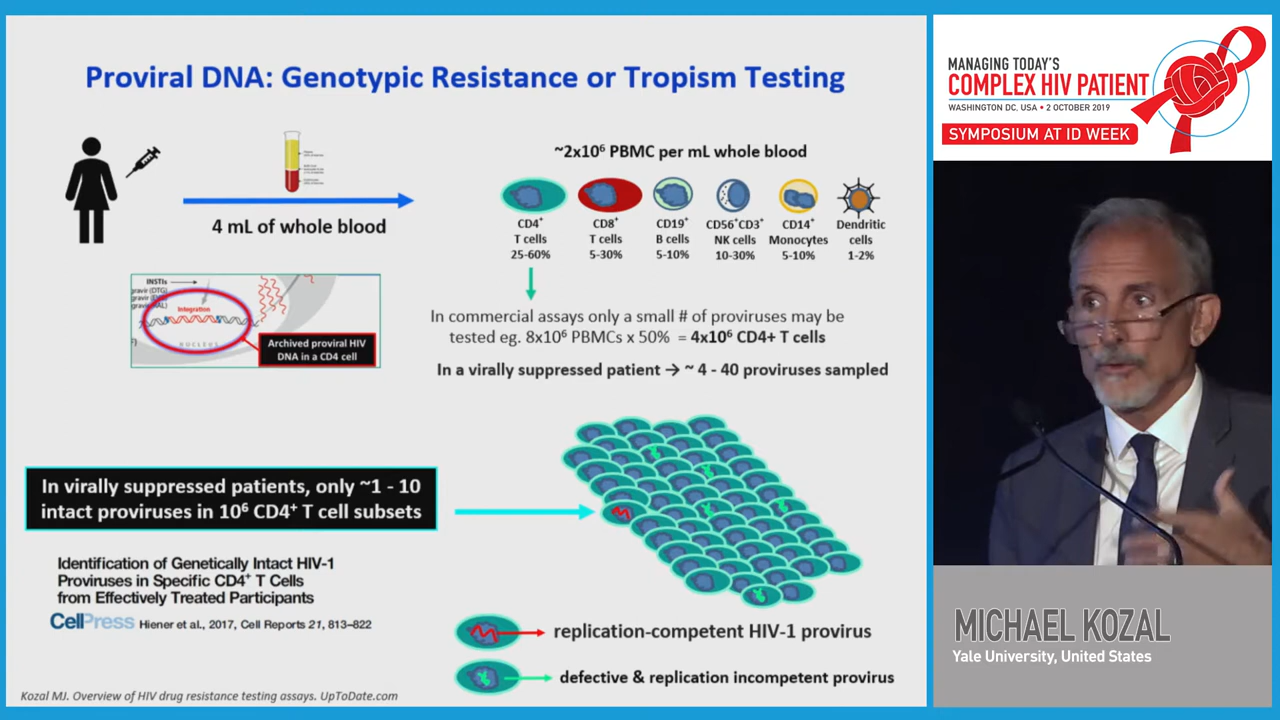 Proviral DNA: Genotypic Resistance or Tropism Testing
4 mL of whole blood
~2x10⁶ PBMC per mL whole blood
CD4⁺
T cells
25-60%
CD8⁺
T cells
5-30%
CD19⁺
B cells
5-10%
CD56⁺CD3⁺
NK cells
10-30%
CD14⁺
Monocytes
5-10%
Dendritic
cells
1-2%
INSTIs
gravir (DTG)
Integration
NUCLEUS
Archived proviral HIV
DNA in a CD4 cell
In commercial assays only a small # of proviruses may be
tested eg. 8x10⁶ PBMCs x 50% = 4x10⁶ CD4+ T cells
In a virally suppressed patient → ~ 4 - 40 proviruses sampled
In virally suppressed patients, only ~1 - 10
intact proviruses in 10⁶ CD4⁺ T cell subsets
Identification of Genetically Intact HIV-1
Proviruses in Specific CD4⁺ T Cells
from Effectively Treated Participants
CellPress Hiener et al., 2017, Cell Reports 21, 813–822
replication-competent HIV-1 provirus
defective & replication incompetent provirus
Kozal MJ. Overview of HIV drug resistance testing assays. UpToDate.com
MANAGING TODAY'S
COMPLEX HIV PATIENT
WASHINGTON DC, USA • 2 OCTOBER 2019
SYMPOSIUM AT ID WEEK
MICHAEL KOZAL
Yale University, United States